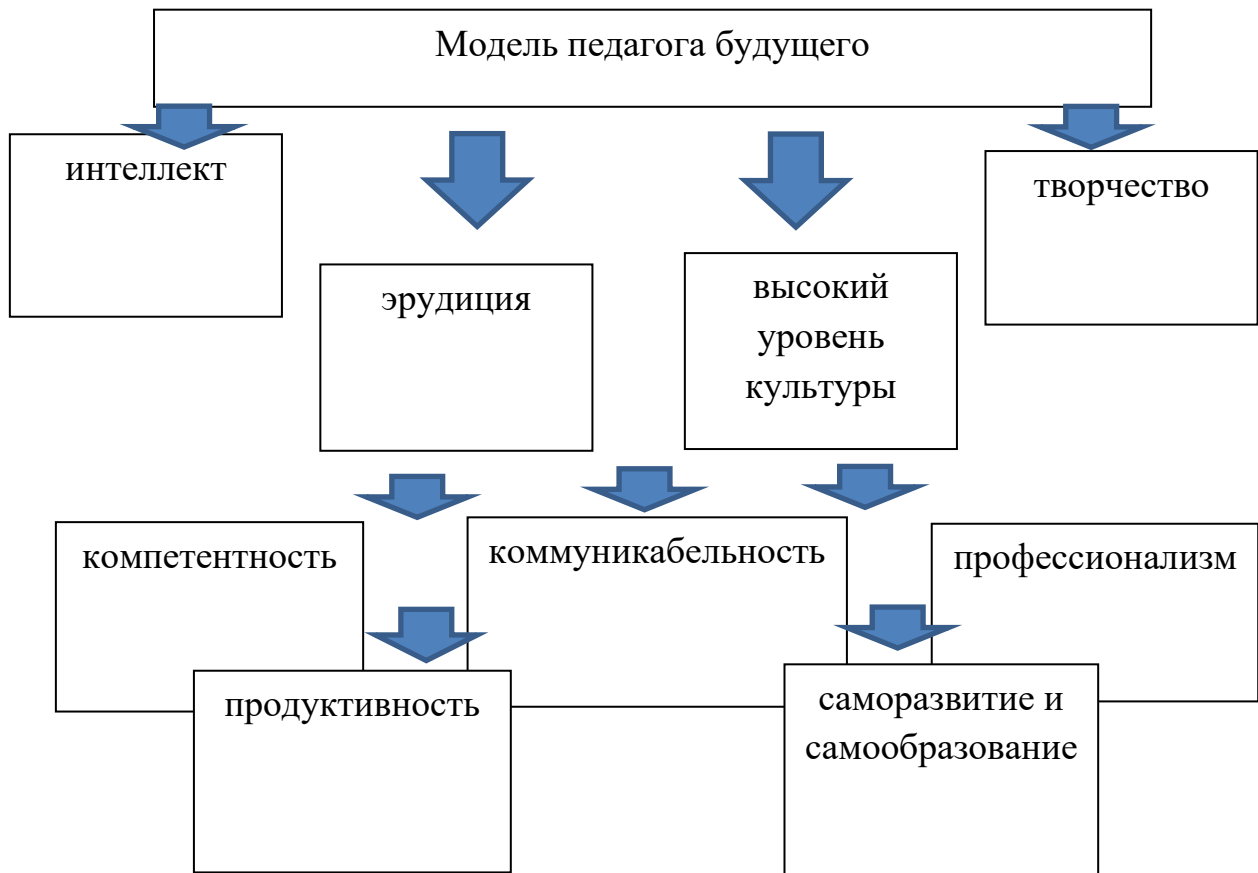 Модель педагога будущего
интеллект
творчество
эрудиция
высокий
уровень
культуры
компетентность
коммуникабельность
профессионализм
продуктивность
саморазвитие и
самообразование